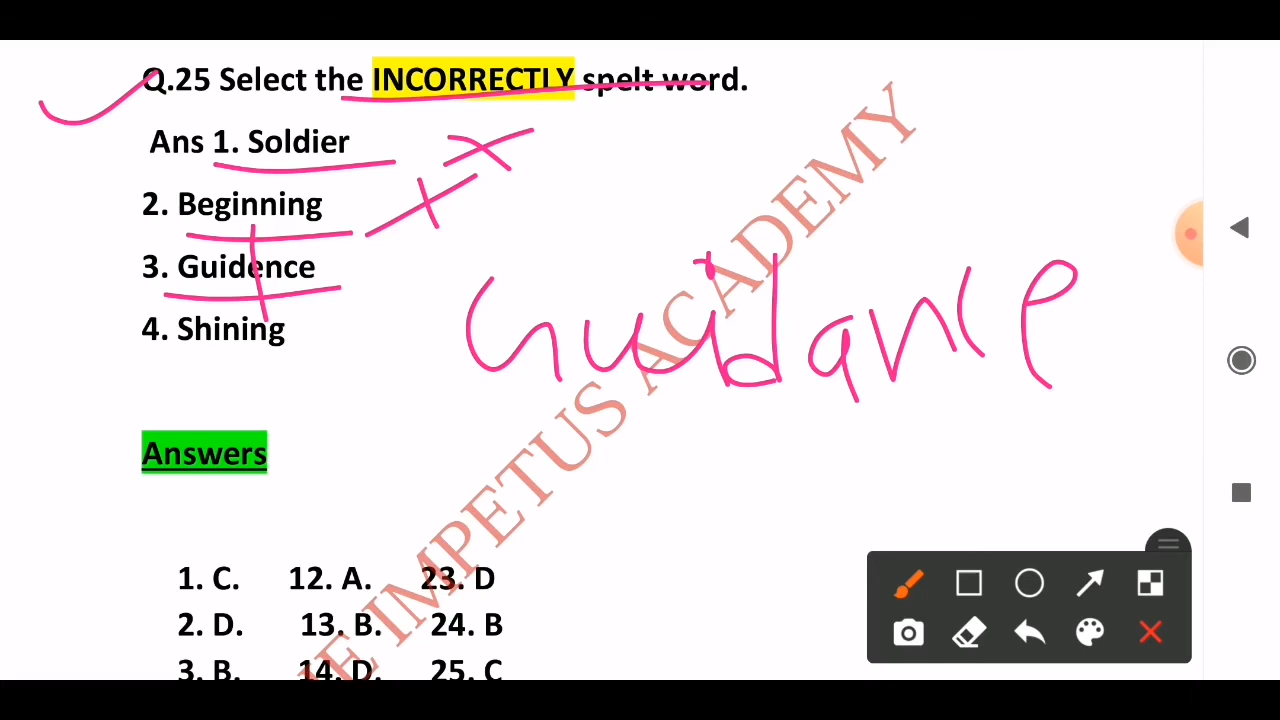 Q.25 Select the INCORRECTLY spelt word.
Ans 1. Soldier
2. Beginning
3. Guidence
4. Shining
Guidance
Answers
1. C. 12. A. 23. D
2. D. 13. B. 24. B
3. B. 14. D. 25. C
IMPETUS ACADEMY